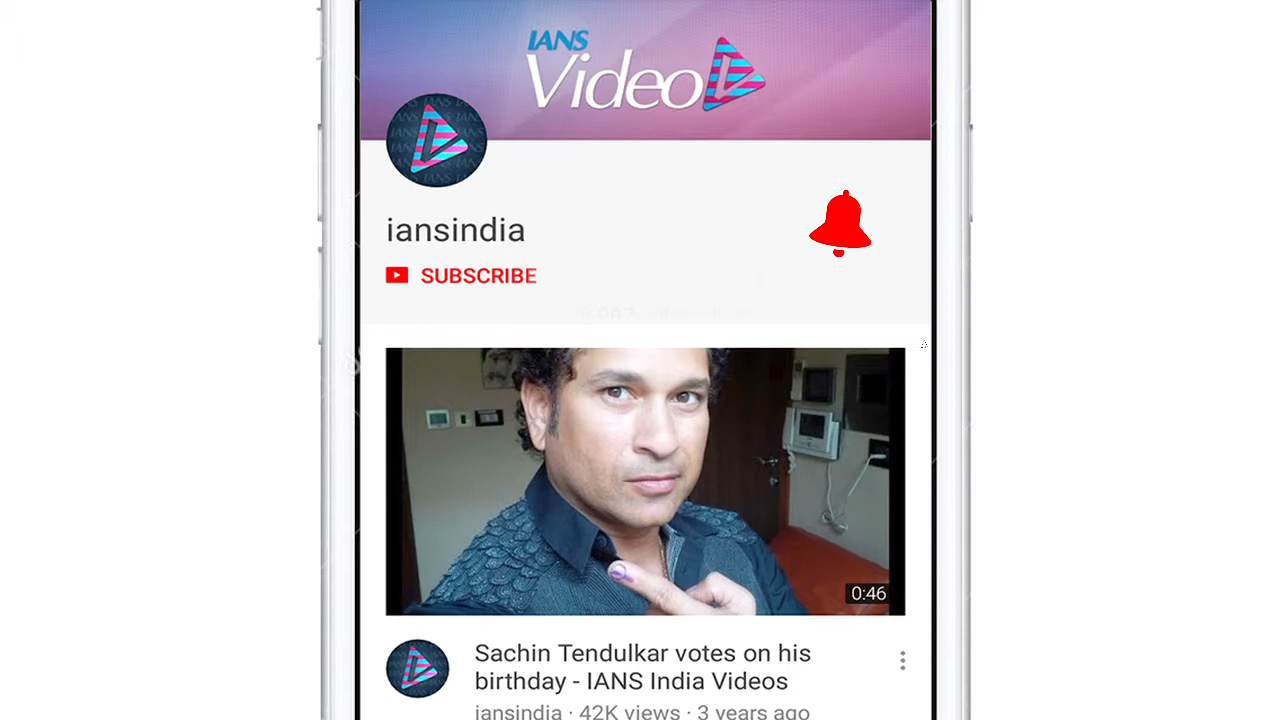 IANS
Video
iansindia
SUBSCRIBE
0:46
Sachin Tendulkar votes on his
birthday - IANS India Videos
iansindia · 42K views · 3 years ago